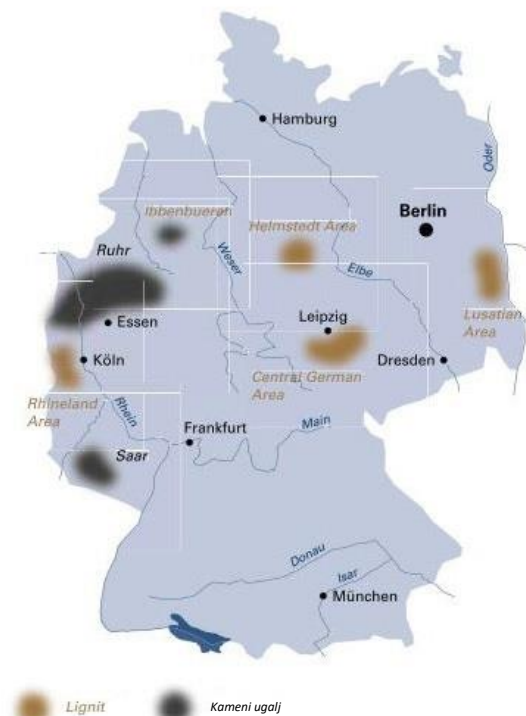 Hamburg
Oder
Ibbenbueren
Helmstedt Area
Berlin
Ruhr
Weser
Elbe
Lusatian
Area
Essen
Leipzig
Köln
Dresden
Central German
Area
Rhineland
Area
Rhein
Frankfurt
Main
Saar
Donau
Isar
München
Lignit
Kameni ugalj